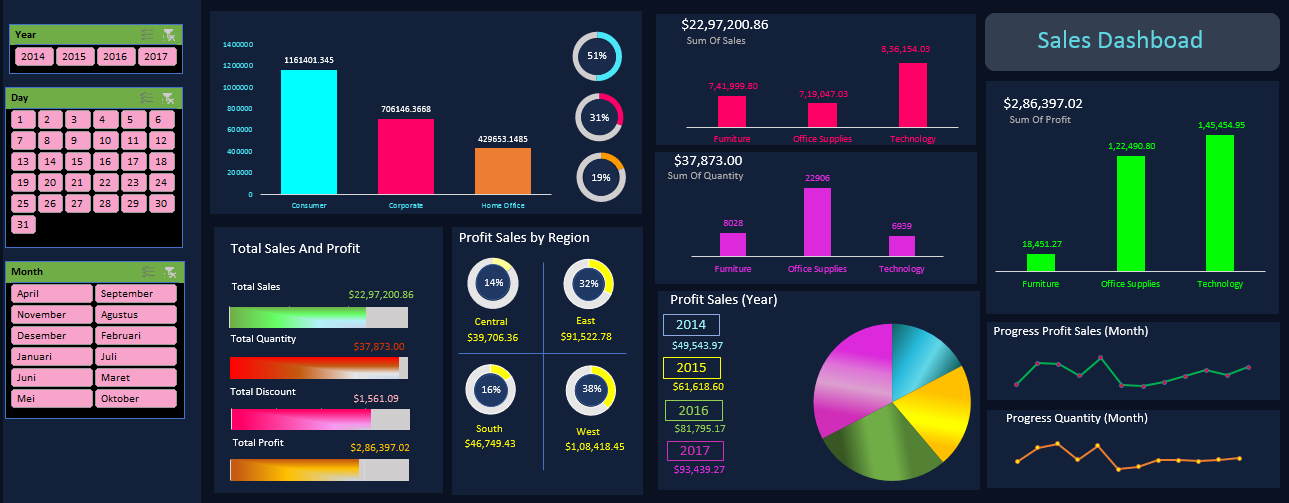 Year
2014 2015 2016 2017
Day
1 2 3 4 5 6
7 8 9 10 11 12
13 14 15 16 17 18
19 20 21 22 23 24
25 26 27 28 29 30
31
Month
April September
November Agustus
Desember Februari
Januari Juli
Juni Maret
Mei Oktober
1400000
1200000
1000000
800000
600000
400000
200000
0
1161401.345
706146.3668
429653.1485
Consumer Corporate Home Office
51%
31%
19%
Total Sales And Profit
Total Sales
$22,97,200.86
Total Quantity
$37,873.00
Total Discount
$1,561.09
Total Profit
$2,86,397.02
Profit Sales by Region
14%
Central
$39,706.36
32%
East
$91,522.78
16%
South
$46,749.43
38%
West
$1,08,418.45
$22,97,200.86
Sum Of Sales
7,41,999.80
7,19,047.03
8,36,154.03
Furniture Office Supplies Technology
$37,873.00
Sum Of Quantity
8028
22906
6939
Furniture Office Supplies Technology
Profit Sales (Year)
2014
$49,543.97
2015
$61,618.60
2016
$81,795.17
2017
$93,439.27
Sales Dashboad
$2,86,397.02
Sum Of Profit
18,451.27
1,22,490.80
1,45,454.95
Furniture Office Supplies Technology
Progress Profit Sales (Month)
Progress Quantity (Month)